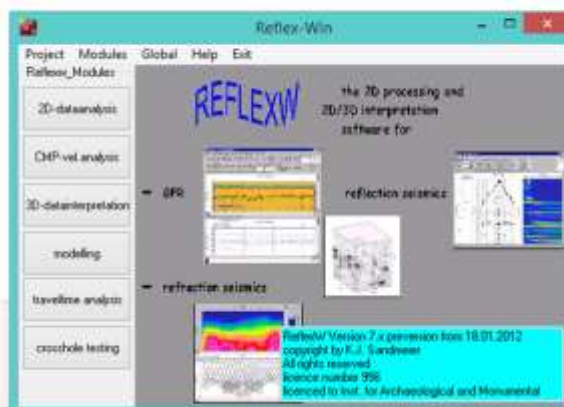 Reflex-Win
Project Modules Global Help Exit
Reflexw_Modules
2D-dataanalysis
CMP-vel.analysis
3D-datainterpretation
modelling
traveltime analysis
crosshole testing
REFLEXW
the 2D processing and
2D/3D interpretation
software for
- GPR
reflection seismics
- refraction seismics
ReflexW Version 7.x preversion from 18.01.2012
copyright by K.J. Sandmeier
All rights reserved
licence number 996
licenced to Inst. for Archaeological and Monumental